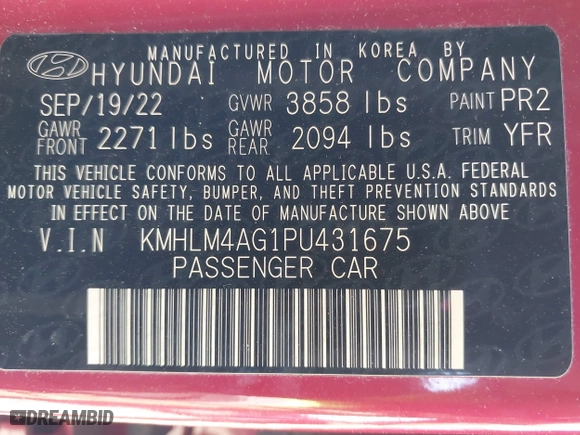 MANUFACTURED IN KOREA BY
HYUNDAI MOTOR COMPANY
SEP/19/22 GVWR 3858 lbs PAINT PR2
GAWR FRONT 2271 lbs GAWR REAR 2094 lbs TRIM YFR
THIS VEHICLE CONFORMS TO ALL APPLICABLE U.S.A. FEDERAL
MOTOR VEHICLE SAFETY, BUMPER, AND THEFT PREVENTION STANDARDS
IN EFFECT ON THE DATE OF MANUFACTURE SHOWN ABOVE
V.I.N KMHLM4AG1PU431675
PASSENGER CAR
DREAMBID